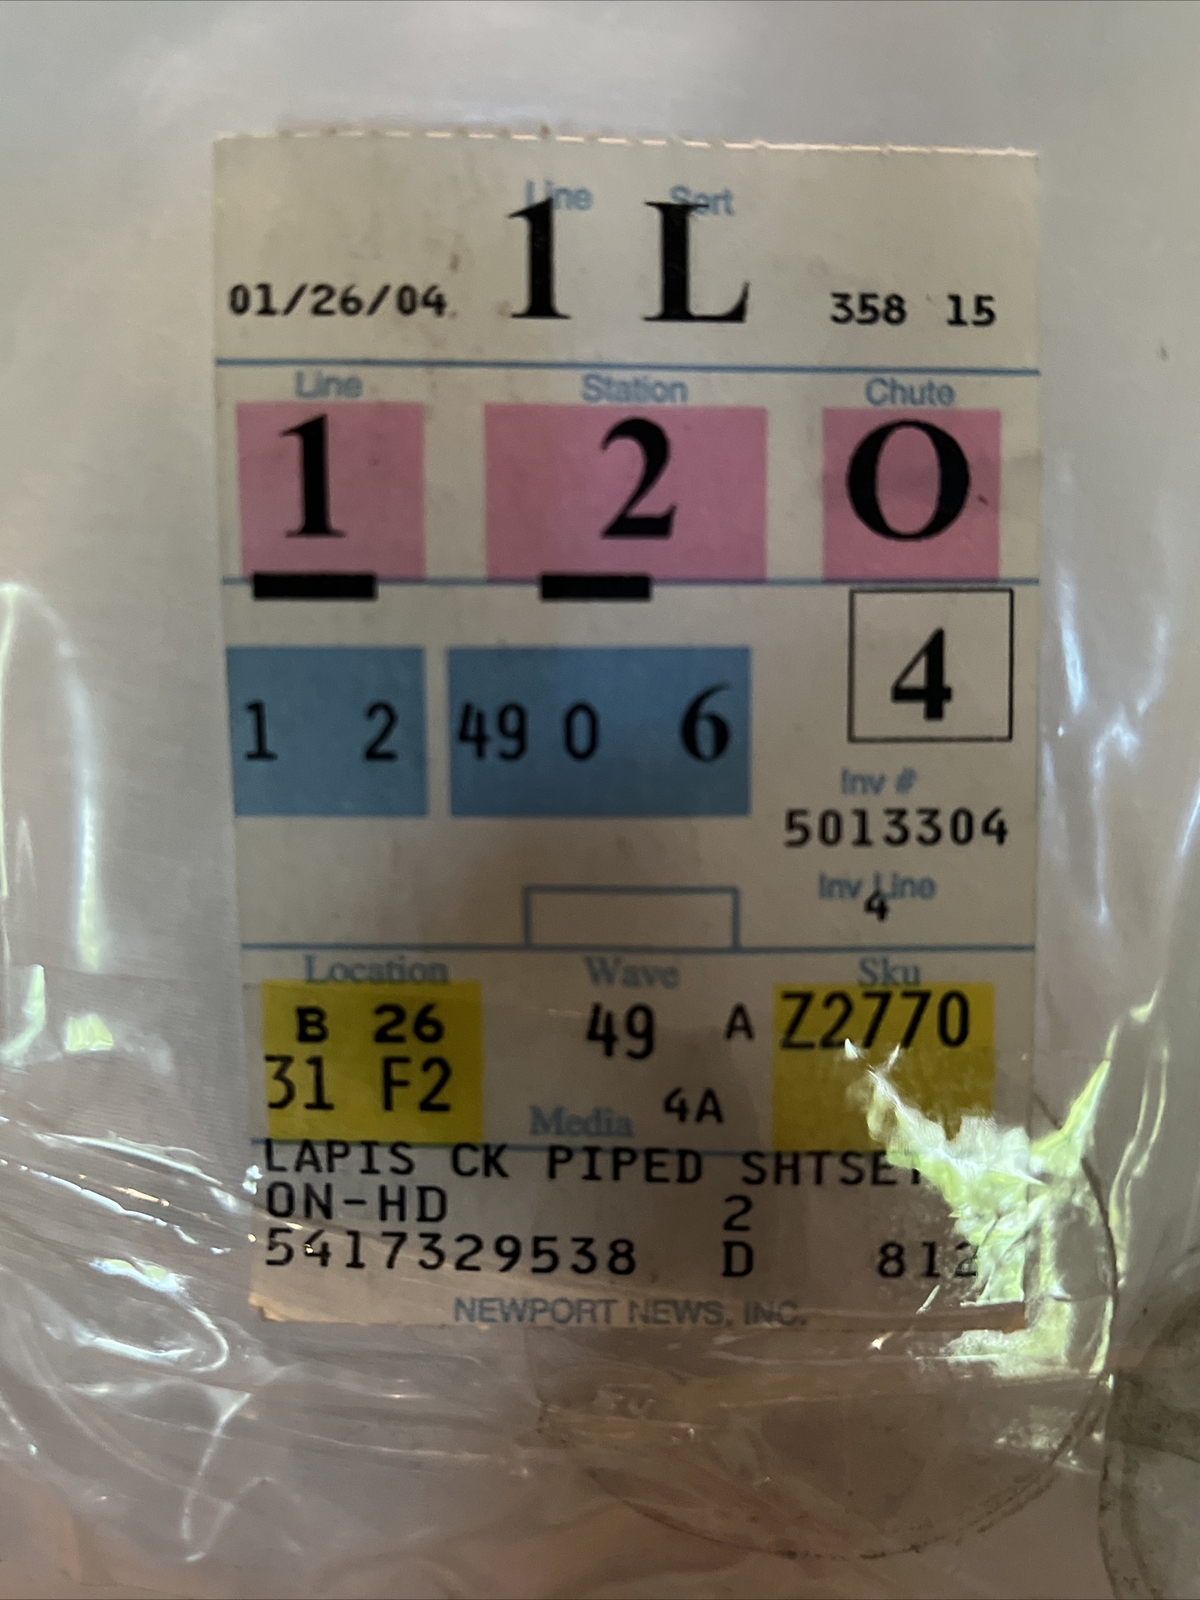 Line Sort
01/26/04 1 L 358 15
Line Station Chute
1 2 O
4
1 2 49 0 6
Inv #
5013304
Inv Line
4
Location Wave Sku
B 26 49 A Z2770
31 F2
Media 4A
LAPIS CK PIPED SHTSET
ON-HD 2
5417329538 D 812
NEWPORT NEWS, INC.